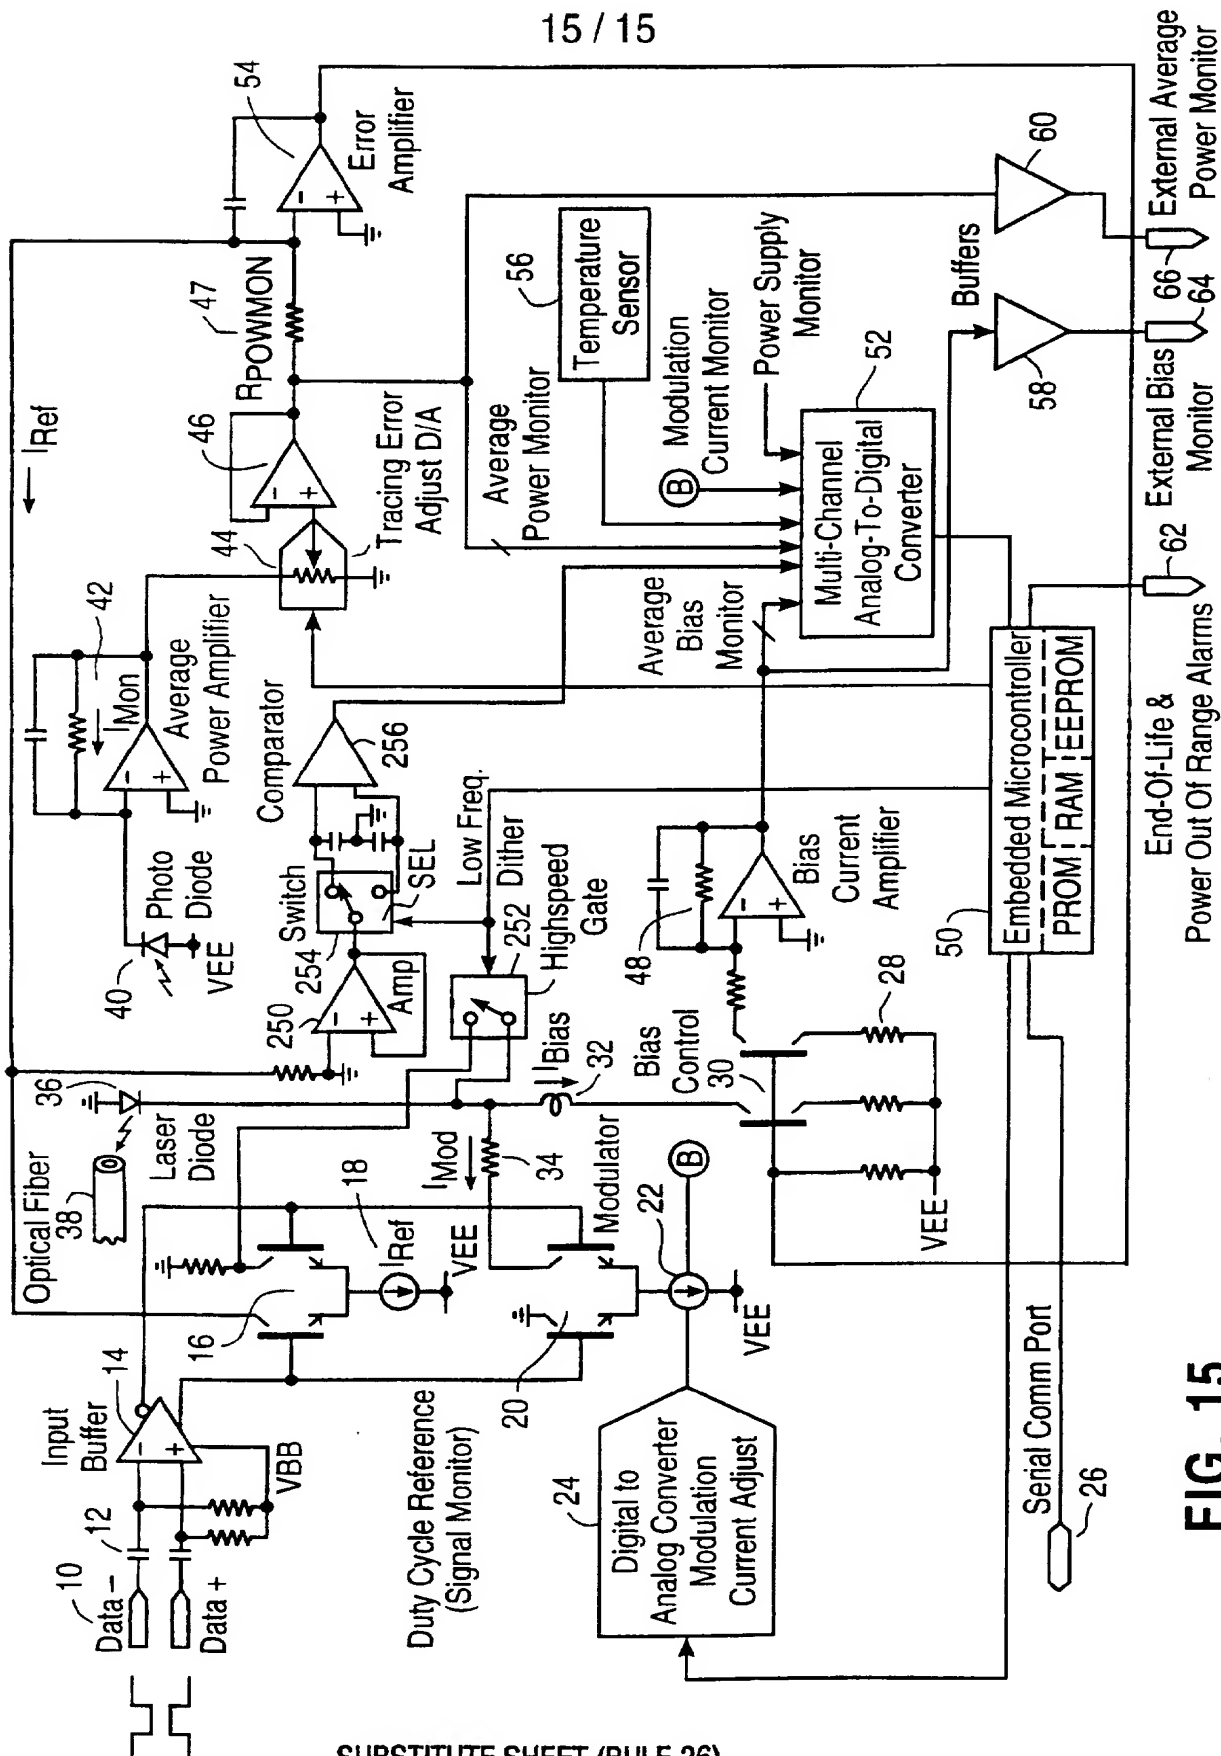 15 / 15
10
Data −
Data +
12
Input
Buffer
14
VBB
Optical Fiber
38
36
Laser
Diode
16
18
IRef
VEE
Duty Cycle Reference
(Signal Monitor)
20
Modulator
IMod
34
22
B
VEE
24
Digital to
Analog Converter
Modulation
Current Adjust
Serial Comm Port
26
IRef
40
Photo
Diode
VEE
42
IMon
Average
Power Amplifier
44
46
Tracing Error
Adjust D/A
RPOWMON
47
54
Error
Amplifier
250
Amp
Switch
254
SEL
Comparator
256
Low Freq.
Dither
252
Highspeed
Gate
IBias
32
Bias
Control
30
28
VEE
48
Bias
Current
Amplifier
Average
Bias
Monitor
Average
Power Monitor
56
Temperature
Sensor
B
Modulation
Current Monitor
Power Supply
Monitor
52
Multi-Channel
Analog-To-Digital
Converter
Buffers
58
60
50
Embedded Microcontroller
PROM
RAM
EEPROM
62
End-Of-Life &
Power Out Of Range Alarms
External Bias
Monitor
64
66
External Average
Power Monitor
FIG. 15
SUBSTITUTE SHEET (RULE 26)